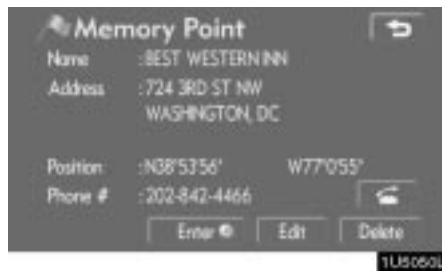 Memory Point
Name :BEST WESTERN INN
Address :724 3RD ST NW
WASHINGTON, DC
Position :N38°53'56" W77°0'55"
Phone # :202-842-4466
Enter Edit Delete
1U5050L